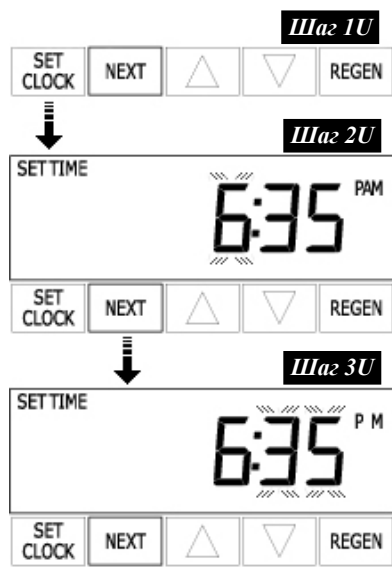 Шаг 1U
SET CLOCK NEXT REGEN
Шаг 2U
SET TIME
6:35 PAM
SET CLOCK NEXT REGEN
Шаг 3U
SET TIME
6:35 P M
SET CLOCK NEXT REGEN